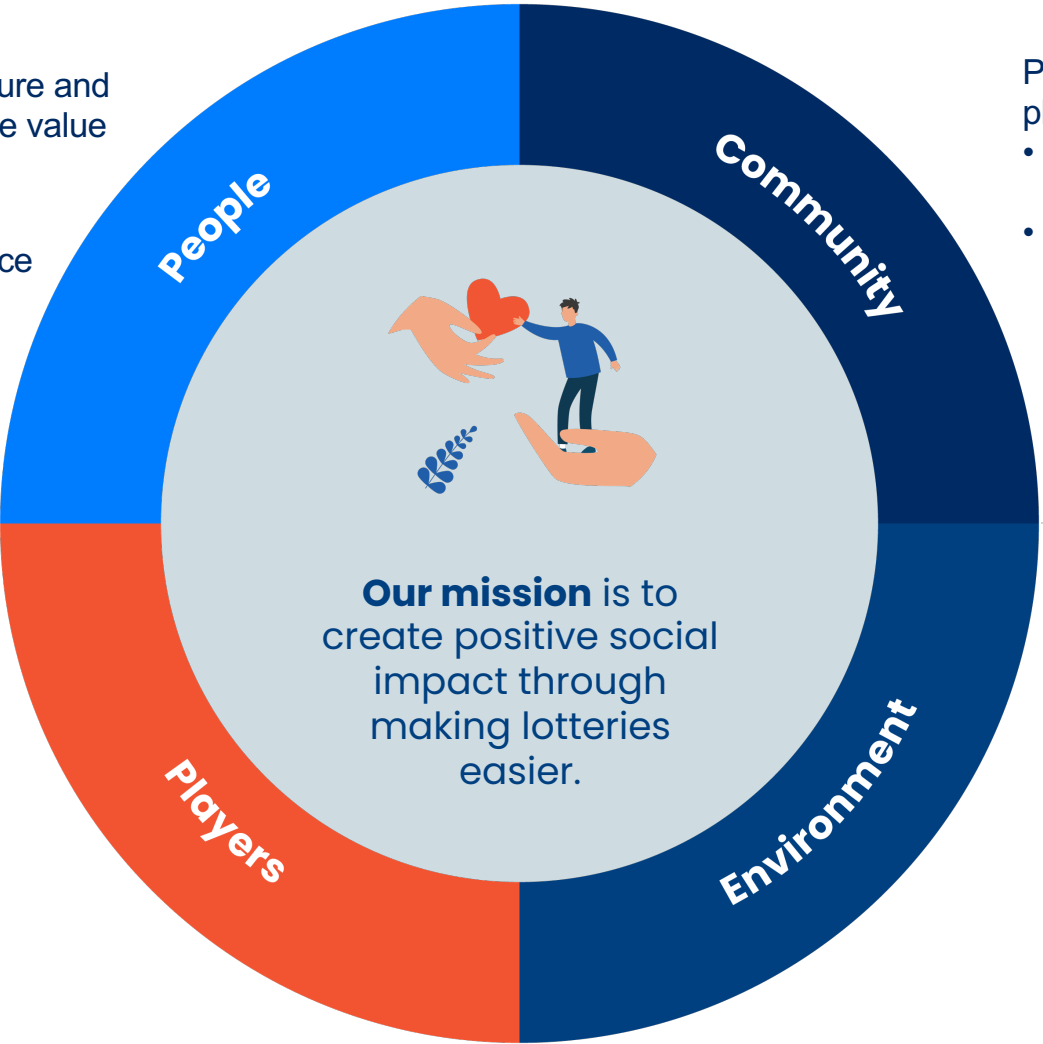 ure and
e value
ce
People
Community
P
•
•
Our mission is to
create positive social
impact through
making lotteries
easier.
Players
Environment